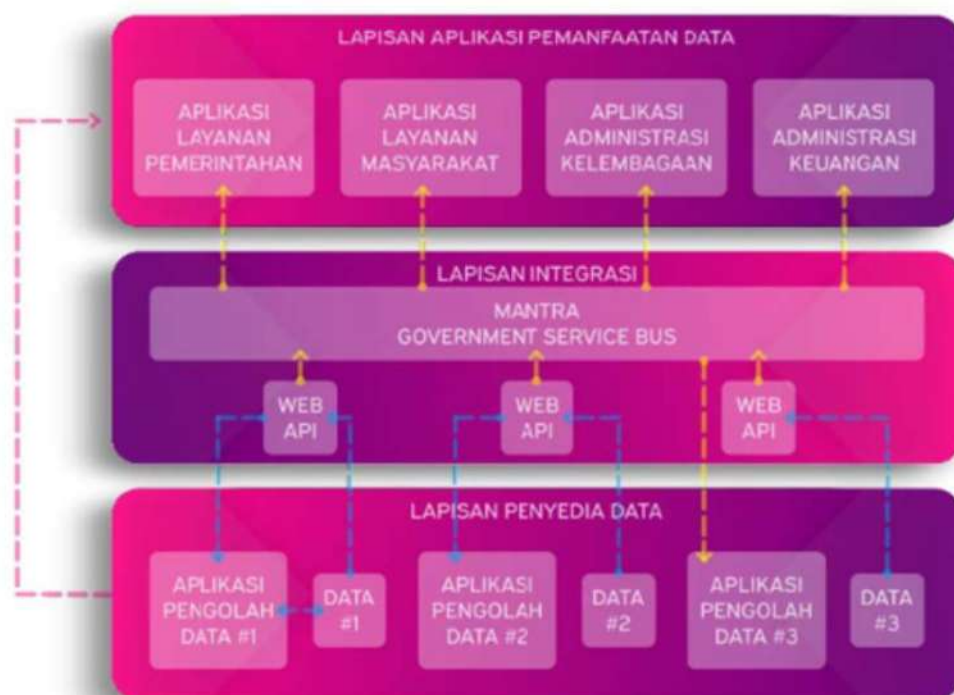 LAPISAN APLIKASI PEMANFAATAN DATA
APLIKASI
LAYANAN
PEMERINTAHAN
APLIKASI
LAYANAN
MASYARAKAT
APLIKASI
ADMINISTRASI
KELEMBAGAAN
APLIKASI
ADMINISTRASI
KEUANGAN
LAPISAN INTEGRASI
MANTRA
GOVERNMENT SERVICE BUS
WEB
API
WEB
API
WEB
API
LAPISAN PENYEDIA DATA
APLIKASI
PENGOLAH
DATA #1
DATA
#1
APLIKASI
PENGOLAH
DATA #2
DATA
#2
APLIKASI
PENGOLAH
DATA #3
DATA
#3